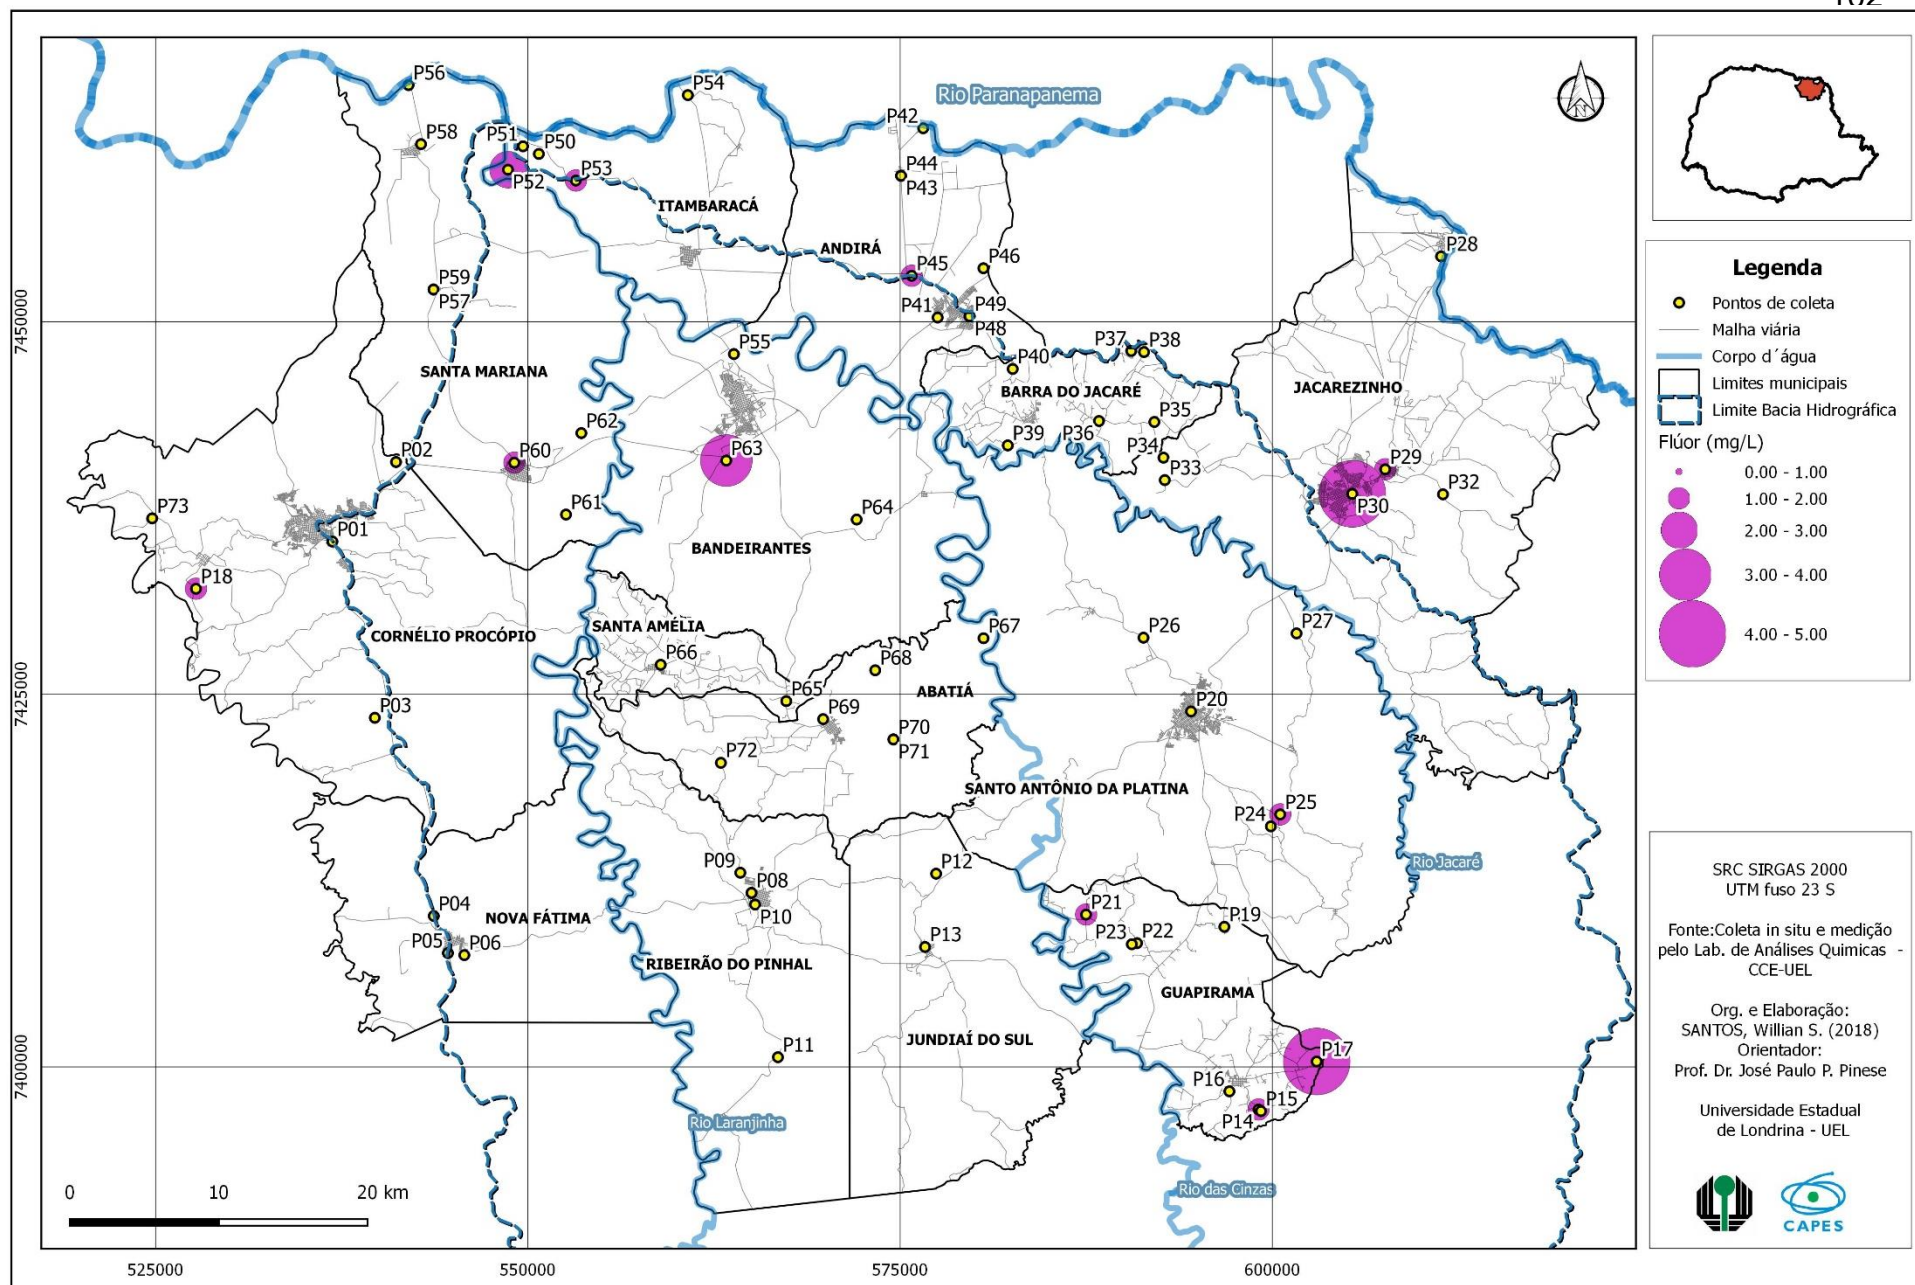 P56
P54
Rio Paranapanema
P42
P58
P51
P50
P44
P52
P53
P43
ITAMBARACÁ
ANDIRÁ
P28
P45
P46
P59
P57
P41
P49
P48
7450000
P55
P37
P38
P40
SANTA MARIANA
BARRA DO JACARÉ
JACAREZINHO
P62
P35
P36
P39
P34
P02
P60
P63
P29
P33
P32
P30
P73
P61
P64
P01
BANDEIRANTES
P18
CORNÉLIO PROCÓPIO
SANTA AMÉLIA
P67
P26
P27
P66
P68
ABATIÁ
7425000
P65
P03
P69
P20
P70
P71
P72
SANTO ANTÔNIO DA PLATINA
P25
P24
P09
P08
P12
Rio Jacaré
P10
P04
NOVA FÁTIMA
P21
P19
P05
P06
P13
P23
P22
RIBEIRÃO DO PINHAL
GUAPIRAMA
JUNDIAÍ DO SUL
P11
P17
7400000
P16
P15
P14
Rio Laranjinha
Rio das Cinzas
0 10 20 km
525000 550000 575000 600000
N
Legenda
Pontos de coleta
Malha viária
Corpo d´água
Limites municipais
Limite Bacia Hidrográfica
Flúor (mg/L)
0.00 - 1.00
1.00 - 2.00
2.00 - 3.00
3.00 - 4.00
4.00 - 5.00
SRC SIRGAS 2000
UTM fuso 23 S
Fonte:Coleta in situ e medição
pelo Lab. de Análises Quimicas -
CCE-UEL
Org. e Elaboração:
SANTOS, Willian S. (2018)
Orientador:
Prof. Dr. José Paulo P. Pinese
Universidade Estadual
de Londrina - UEL
CAPES